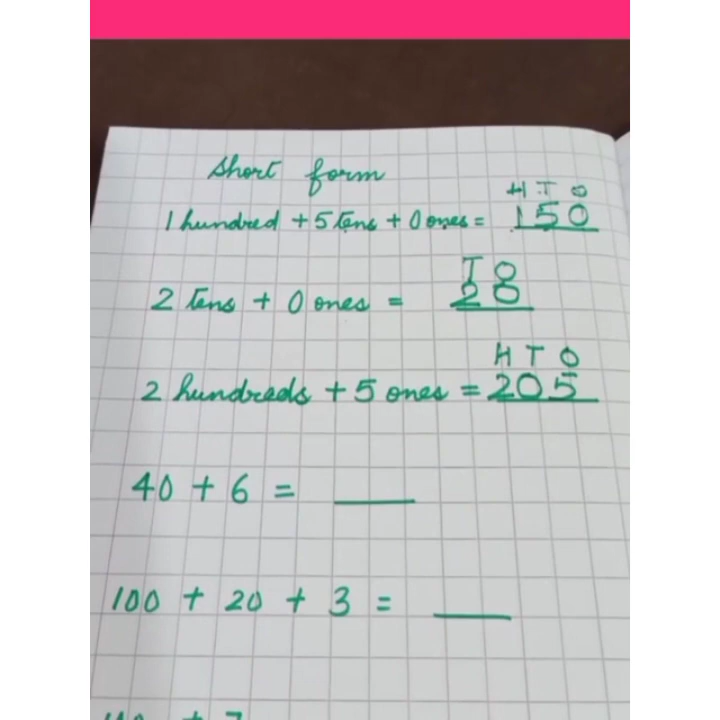 Short form
H T O
1 hundred + 5 Tens + 0 ones = 150
T O
2 Tens + 0 ones = 20
H T O
2 hundreds + 5 ones = 205
40 + 6 = ____
100 + 20 + 3 = ____